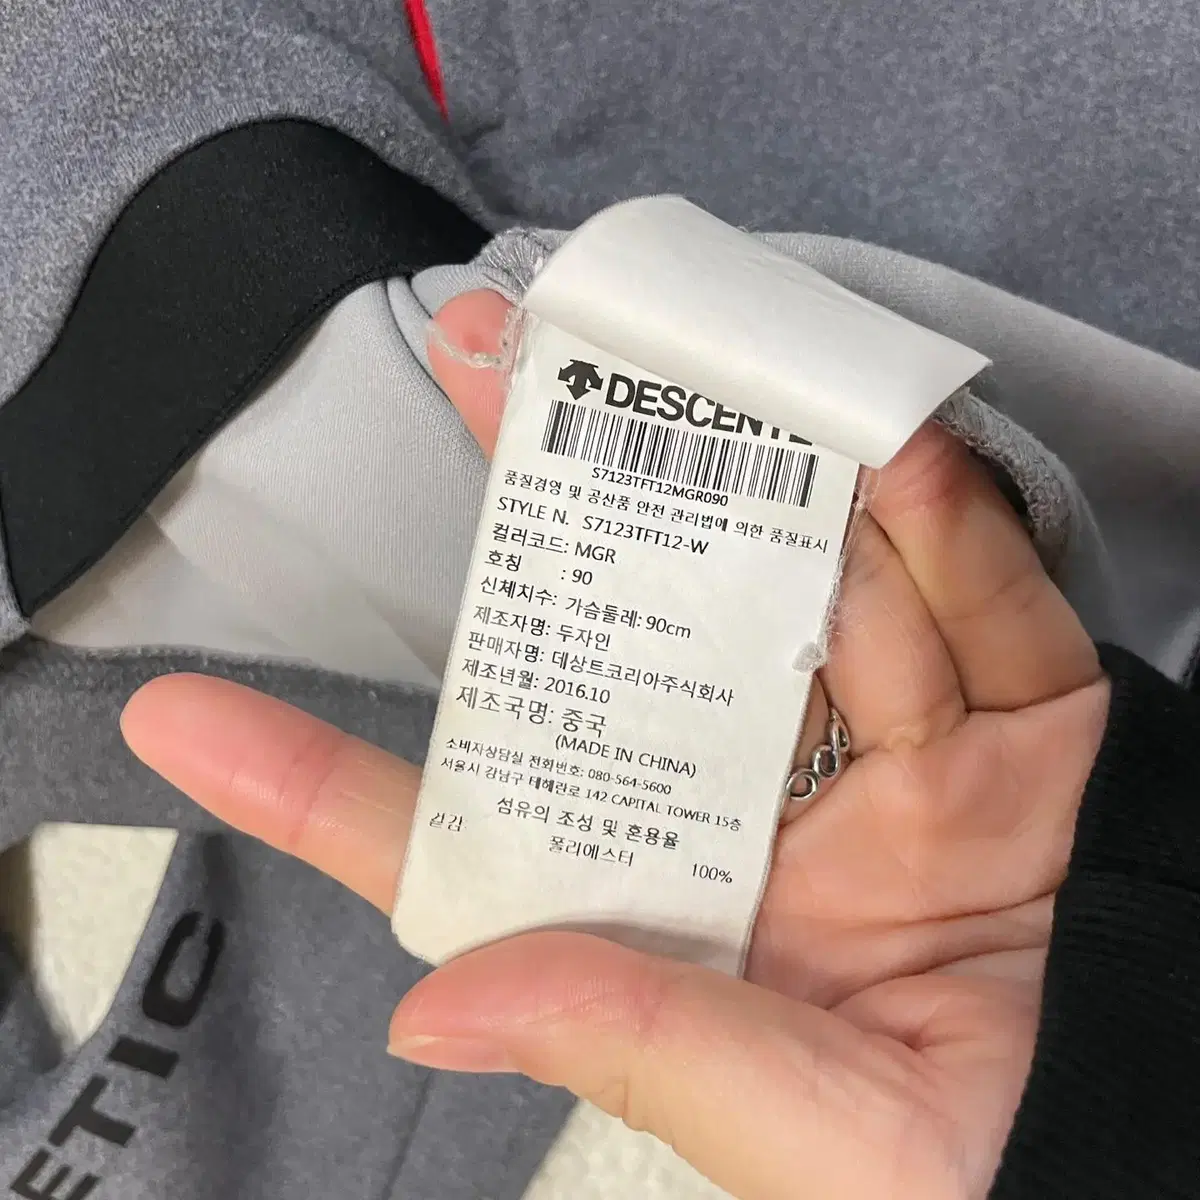 DESCENTE
S7123TFT12MGR090
품질경영 및 공산품 안전 관리법에 의한 품질표시
STYLE N. S7123TFT12-W
컬러코드: MGR
호칭 : 90
신체치수: 가슴둘레: 90cm
제조자명: 두자인
판매자명: 데상트코리아주식회사
제조년월: 2016.10
제조국명: 중국
(MADE IN CHINA)
소비자상담실 전화번호: 080-564-5600
서울시 강남구 테헤란로 142 CAPITAL TOWER 15층
섬유의 조성 및 혼용율
겉감 폴리에스터 100%
ETIC